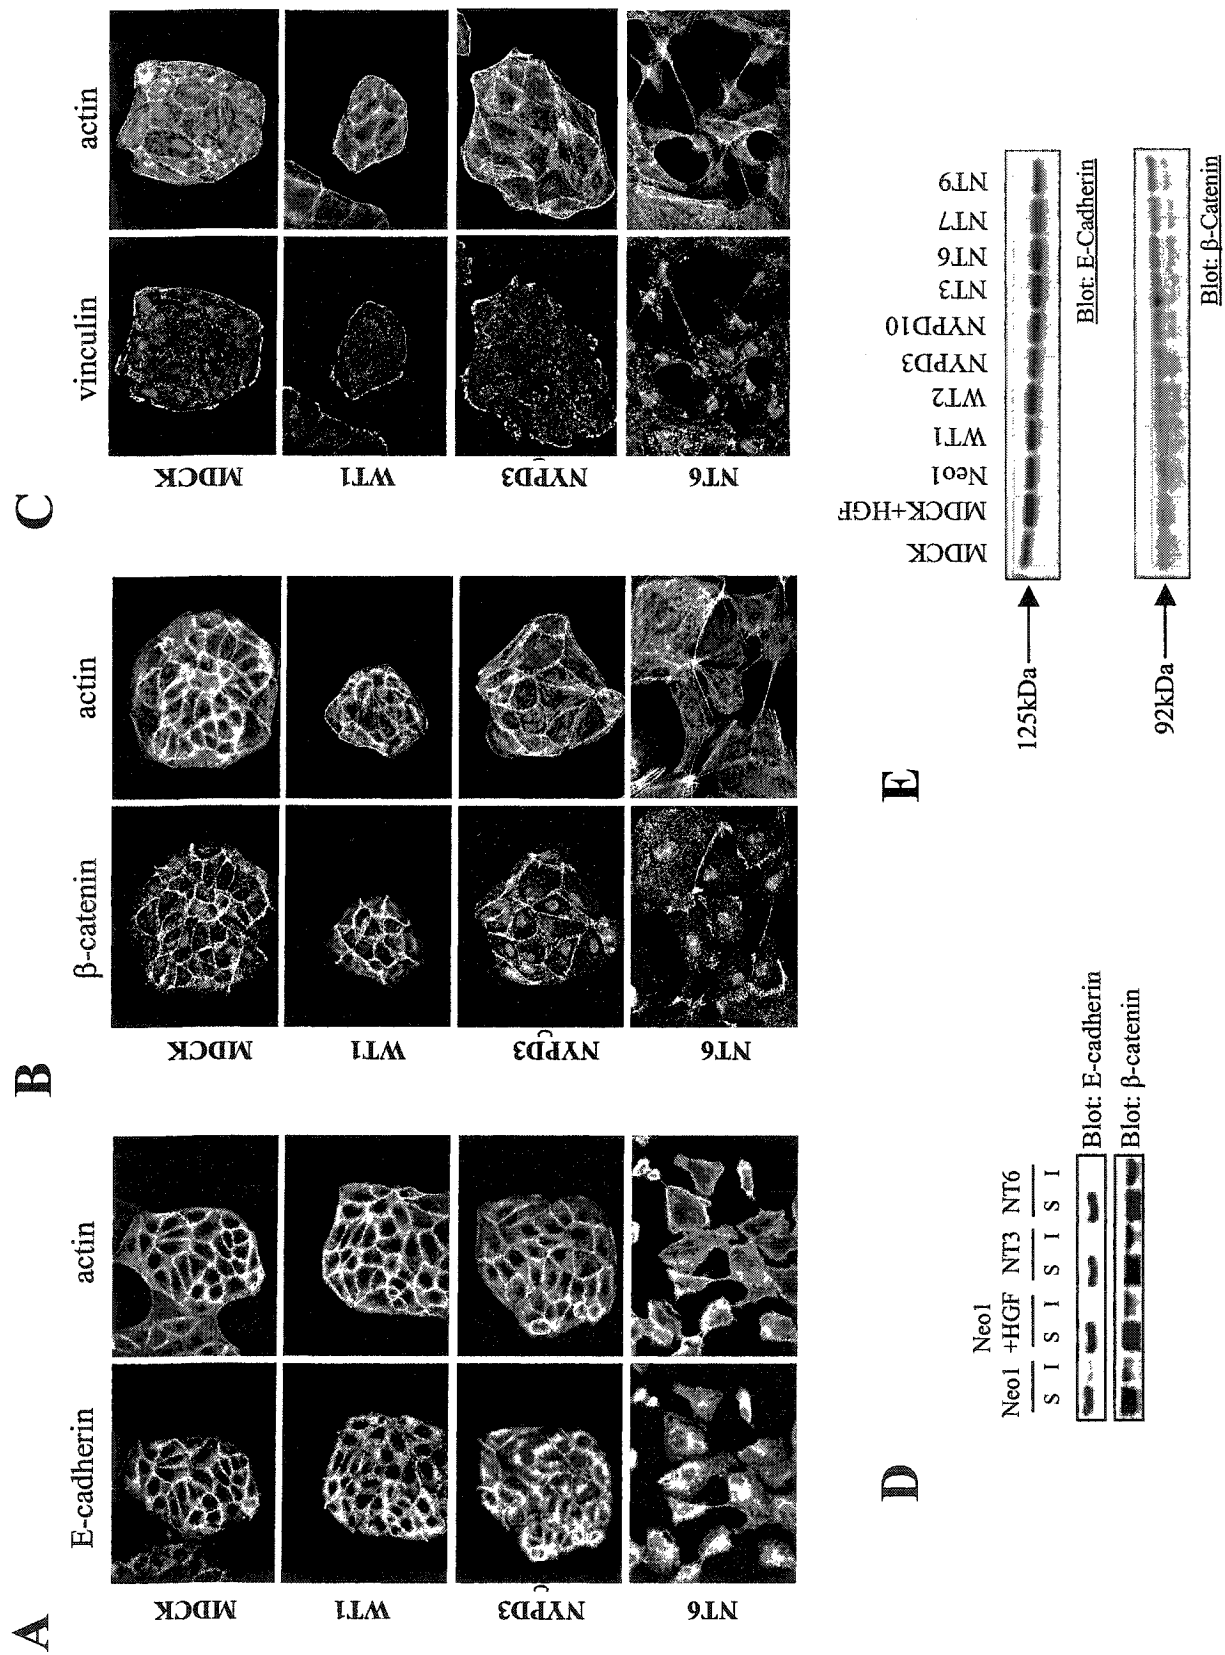 A
E-cadherin
actin
MDCK
WT1
NYPD3
NT6
B
β-catenin
actin
MDCK
WT1
NYPD3
NT6
C
vinculin
actin
MDCK
WT1
NYPD3
NT6
D
Neo1
Neo1 +HGF NT3 NT6
S I S I S I S I
Blot: E-cadherin
Blot: β-catenin
E
MDCK
MDCK+HGF
Neo1
WT1
WT2
NYPD3
NYPD10
NT3
NT6
NT7
NT9
125kDa
Blot: E-Cadherin
92kDa
Blot: β-Catenin